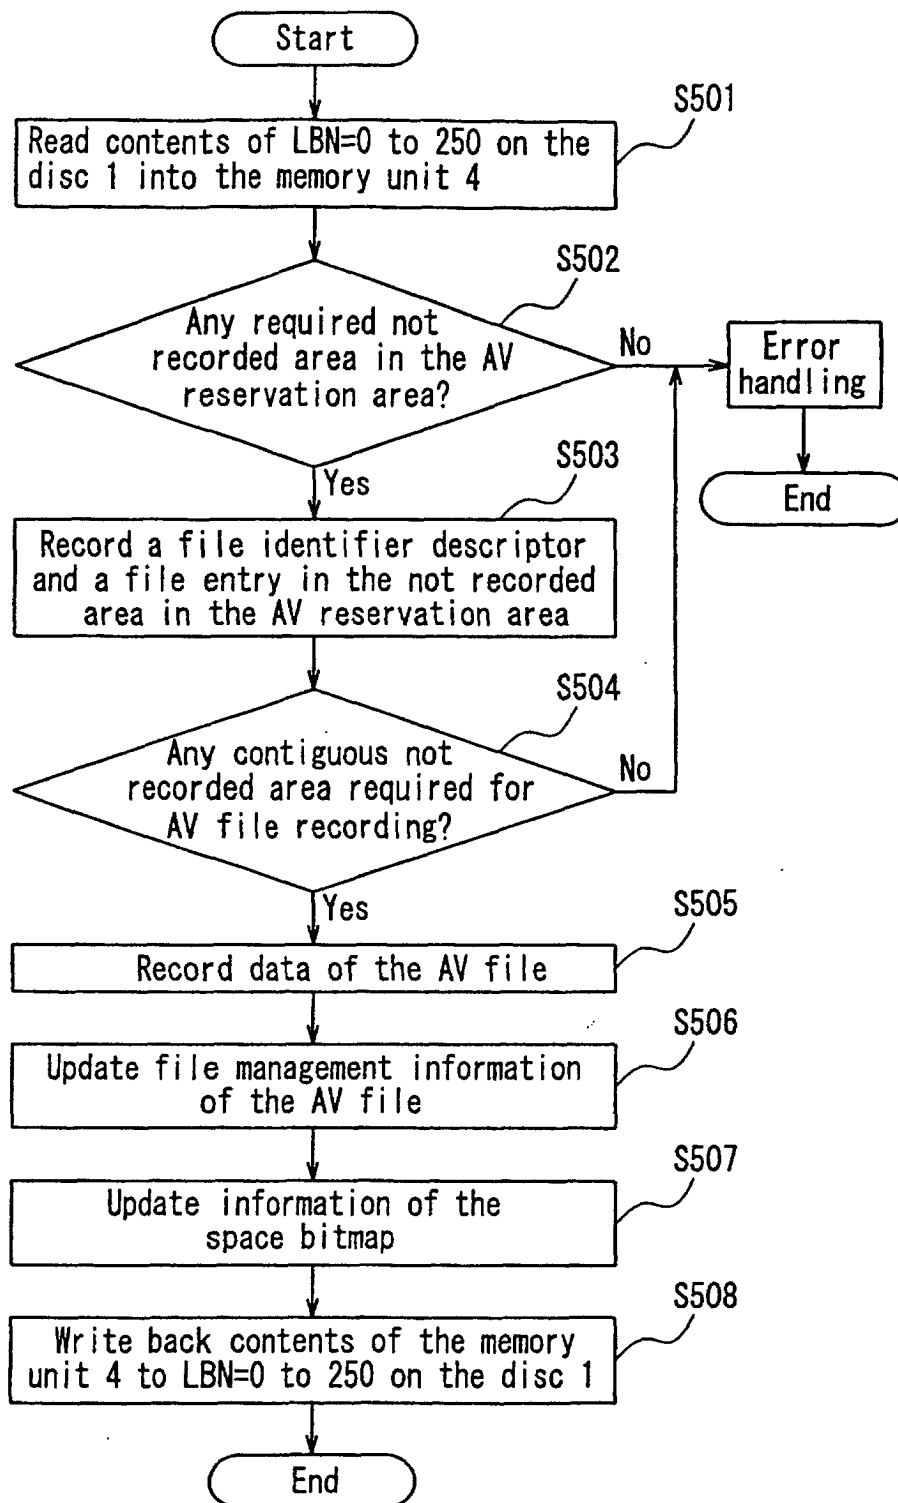 Start
S501
Read contents of LBN=0 to 250 on the
disc 1 into the memory unit 4
S502
Any required not
recorded area in the AV
reservation area?
No
Error
handling
End
Yes
S503
Record a file identifier descriptor
and a file entry in the not recorded
area in the AV reservation area
S504
Any contiguous not
recorded area required for
AV file recording?
No
Yes
S505
Record data of the AV file
S506
Update file management information
of the AV file
S507
Update information of the
space bitmap
S508
Write back contents of the memory
unit 4 to LBN=0 to 250 on the disc 1
End